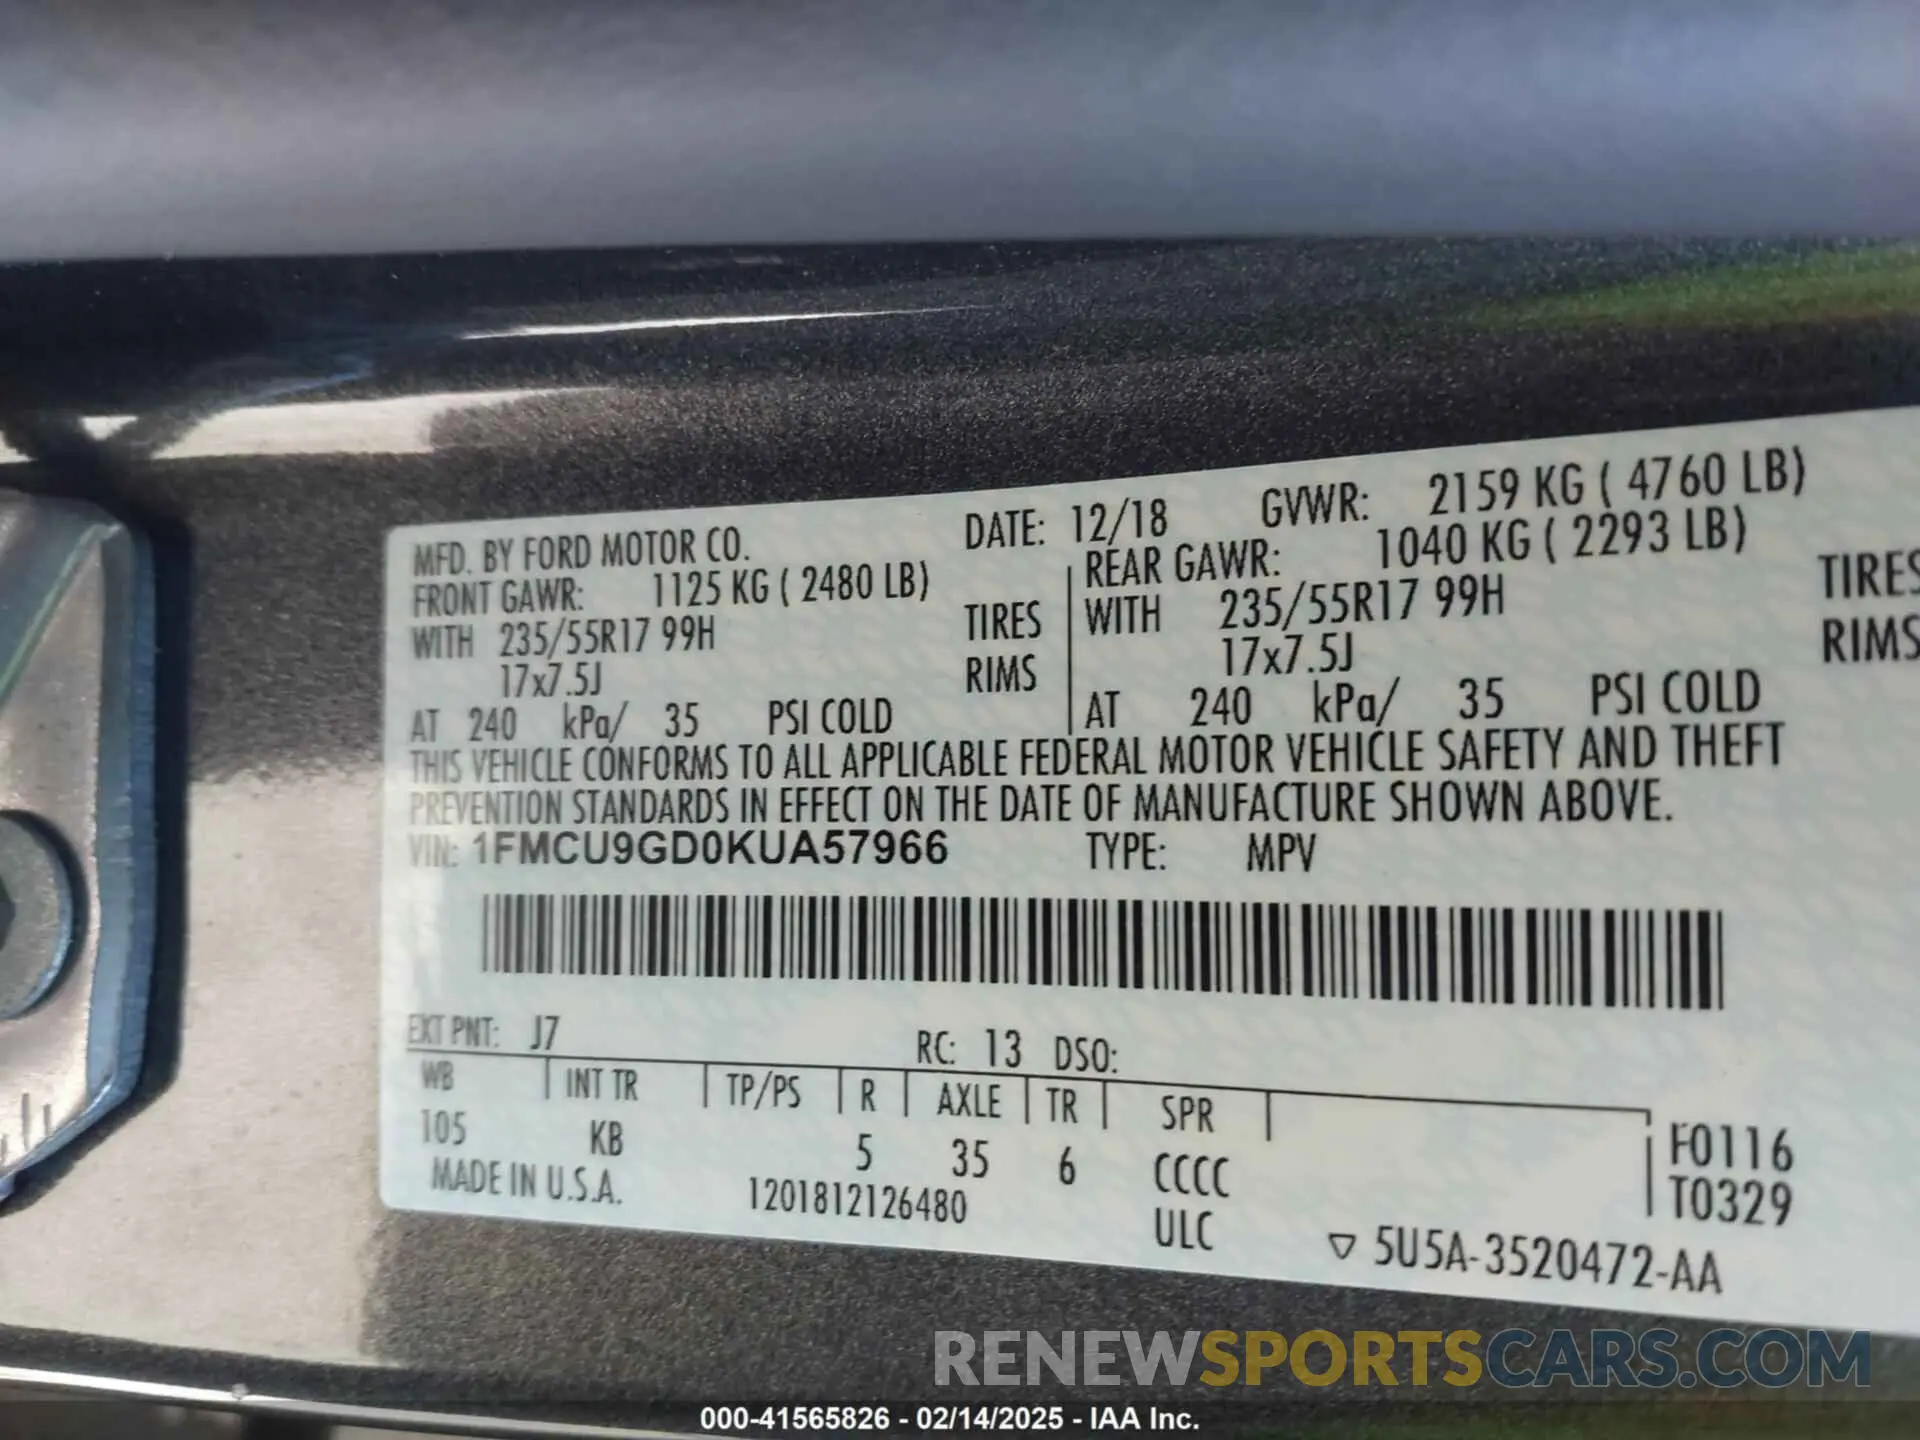 MFD. BY FORD MOTOR CO. DATE: 12/18 GVWR: 2159 KG ( 4760 LB)
FRONT GAWR: 1125 KG ( 2480 LB) REAR GAWR: 1040 KG ( 2293 LB)
WITH 235/55R17 99H TIRES WITH 235/55R17 99H TIRES
17x7.5J RIMS 17x7.5J RIMS
AT 240 kPa/ 35 PSI COLD AT 240 kPa/ 35 PSI COLD
THIS VEHICLE CONFORMS TO ALL APPLICABLE FEDERAL MOTOR VEHICLE SAFETY AND THEFT
PREVENTION STANDARDS IN EFFECT ON THE DATE OF MANUFACTURE SHOWN ABOVE.
VIN: 1FMCU9GD0KUA57966 TYPE: MPV
EXT PNT: J7 RC: 13 DSO:
WB INT TR TP/PS R AXLE TR SPR
105 KB 5 35 6 CCCC F0116
MADE IN U.S.A. 1201812126480 ULC T0329
▽ 5U5A-3520472-AA
RENEWSPORTSCARS.COM
000-41565826 - 02/14/2025 - IAA Inc.